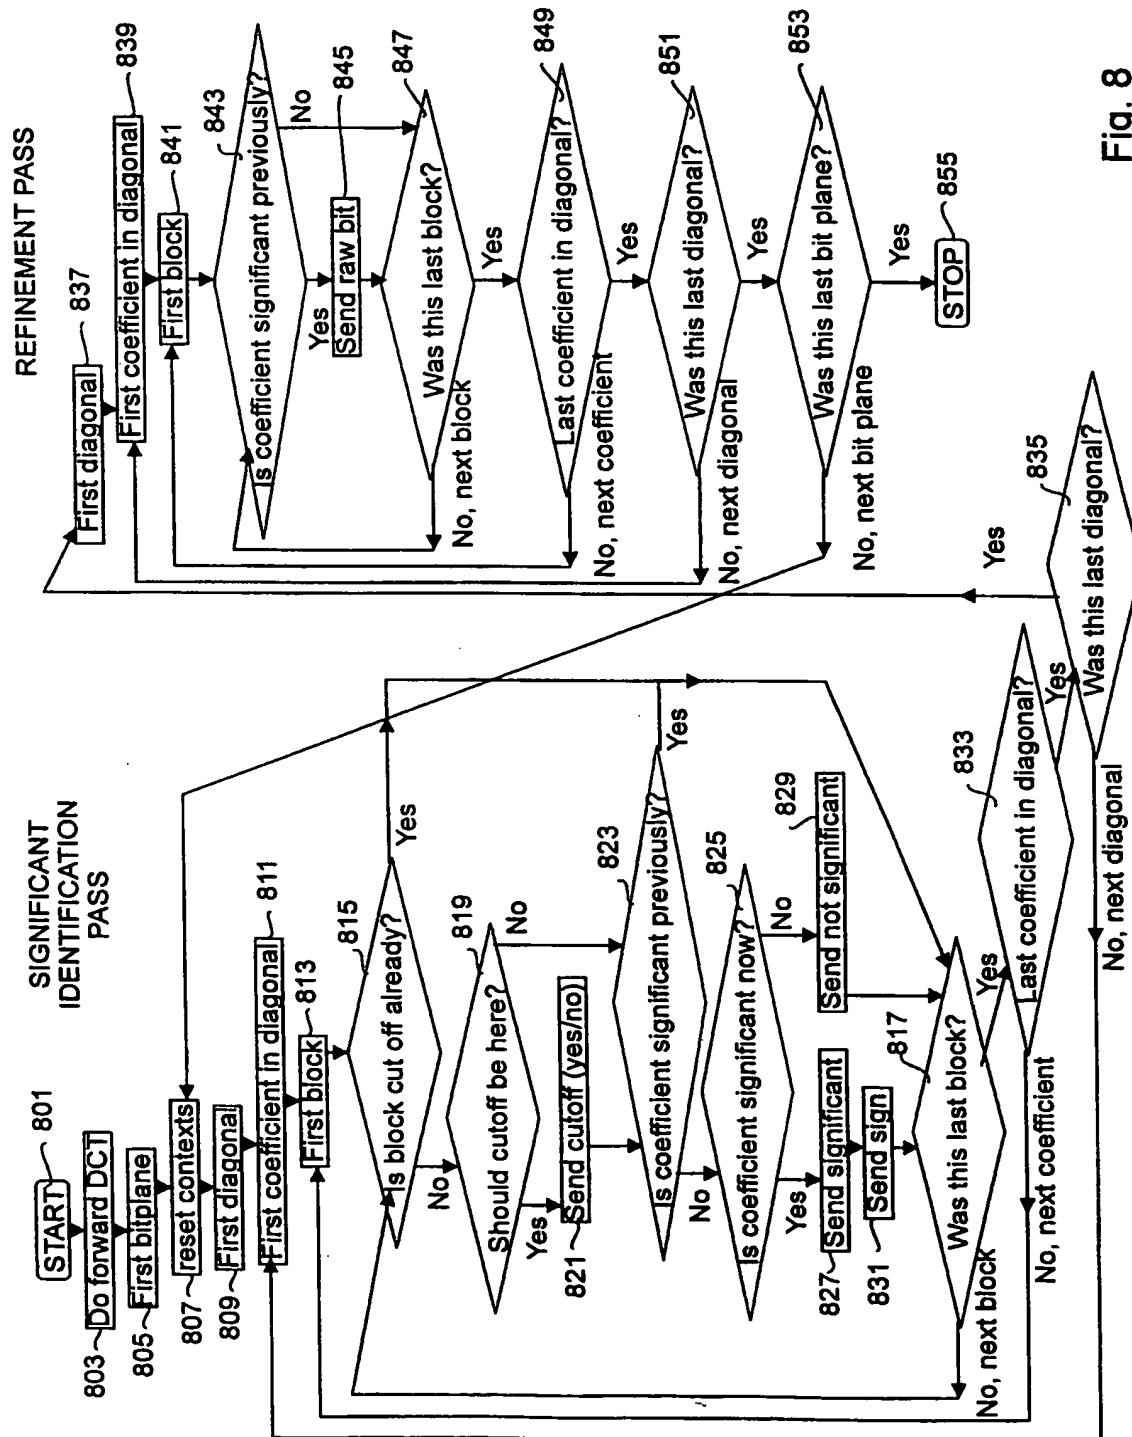 SIGNIFICANT
IDENTIFICATION
PASS
START
801
Do forward DCT
803
First bitplane
805
reset contexts
807
First diagonal
809
First coefficient in diagonal
811
First block
813
Is block cut off already?
815
Yes
No
Should cutoff be here?
819
No
Yes
Send cutoff (yes/no))
821
Is coefficient significant previously?
823
Yes
No
Is coefficient significant now?
825
No
Yes
Send not significant
829
Send significant
827
Send sign
831
Was this last block?
817
Yes
No, next block
Last coefficient in diagonal?
833
Yes
No, next coefficient
Was this last diagonal?
835
Yes
No, next diagonal
REFINEMENT PASS
First diagonal
837
First coefficient in diagonal
839
First block
841
Is coefficient significant previously?
843
No
Yes
Send raw bit
845
Was this last block?
847
Yes
No, next block
Last coefficient in diagonal?
849
Yes
No, next coefficient
Was this last diagonal?
851
Yes
No, next diagonal
Was this last bit plane?
853
Yes
No, next bit plane
STOP
855
Fig. 8